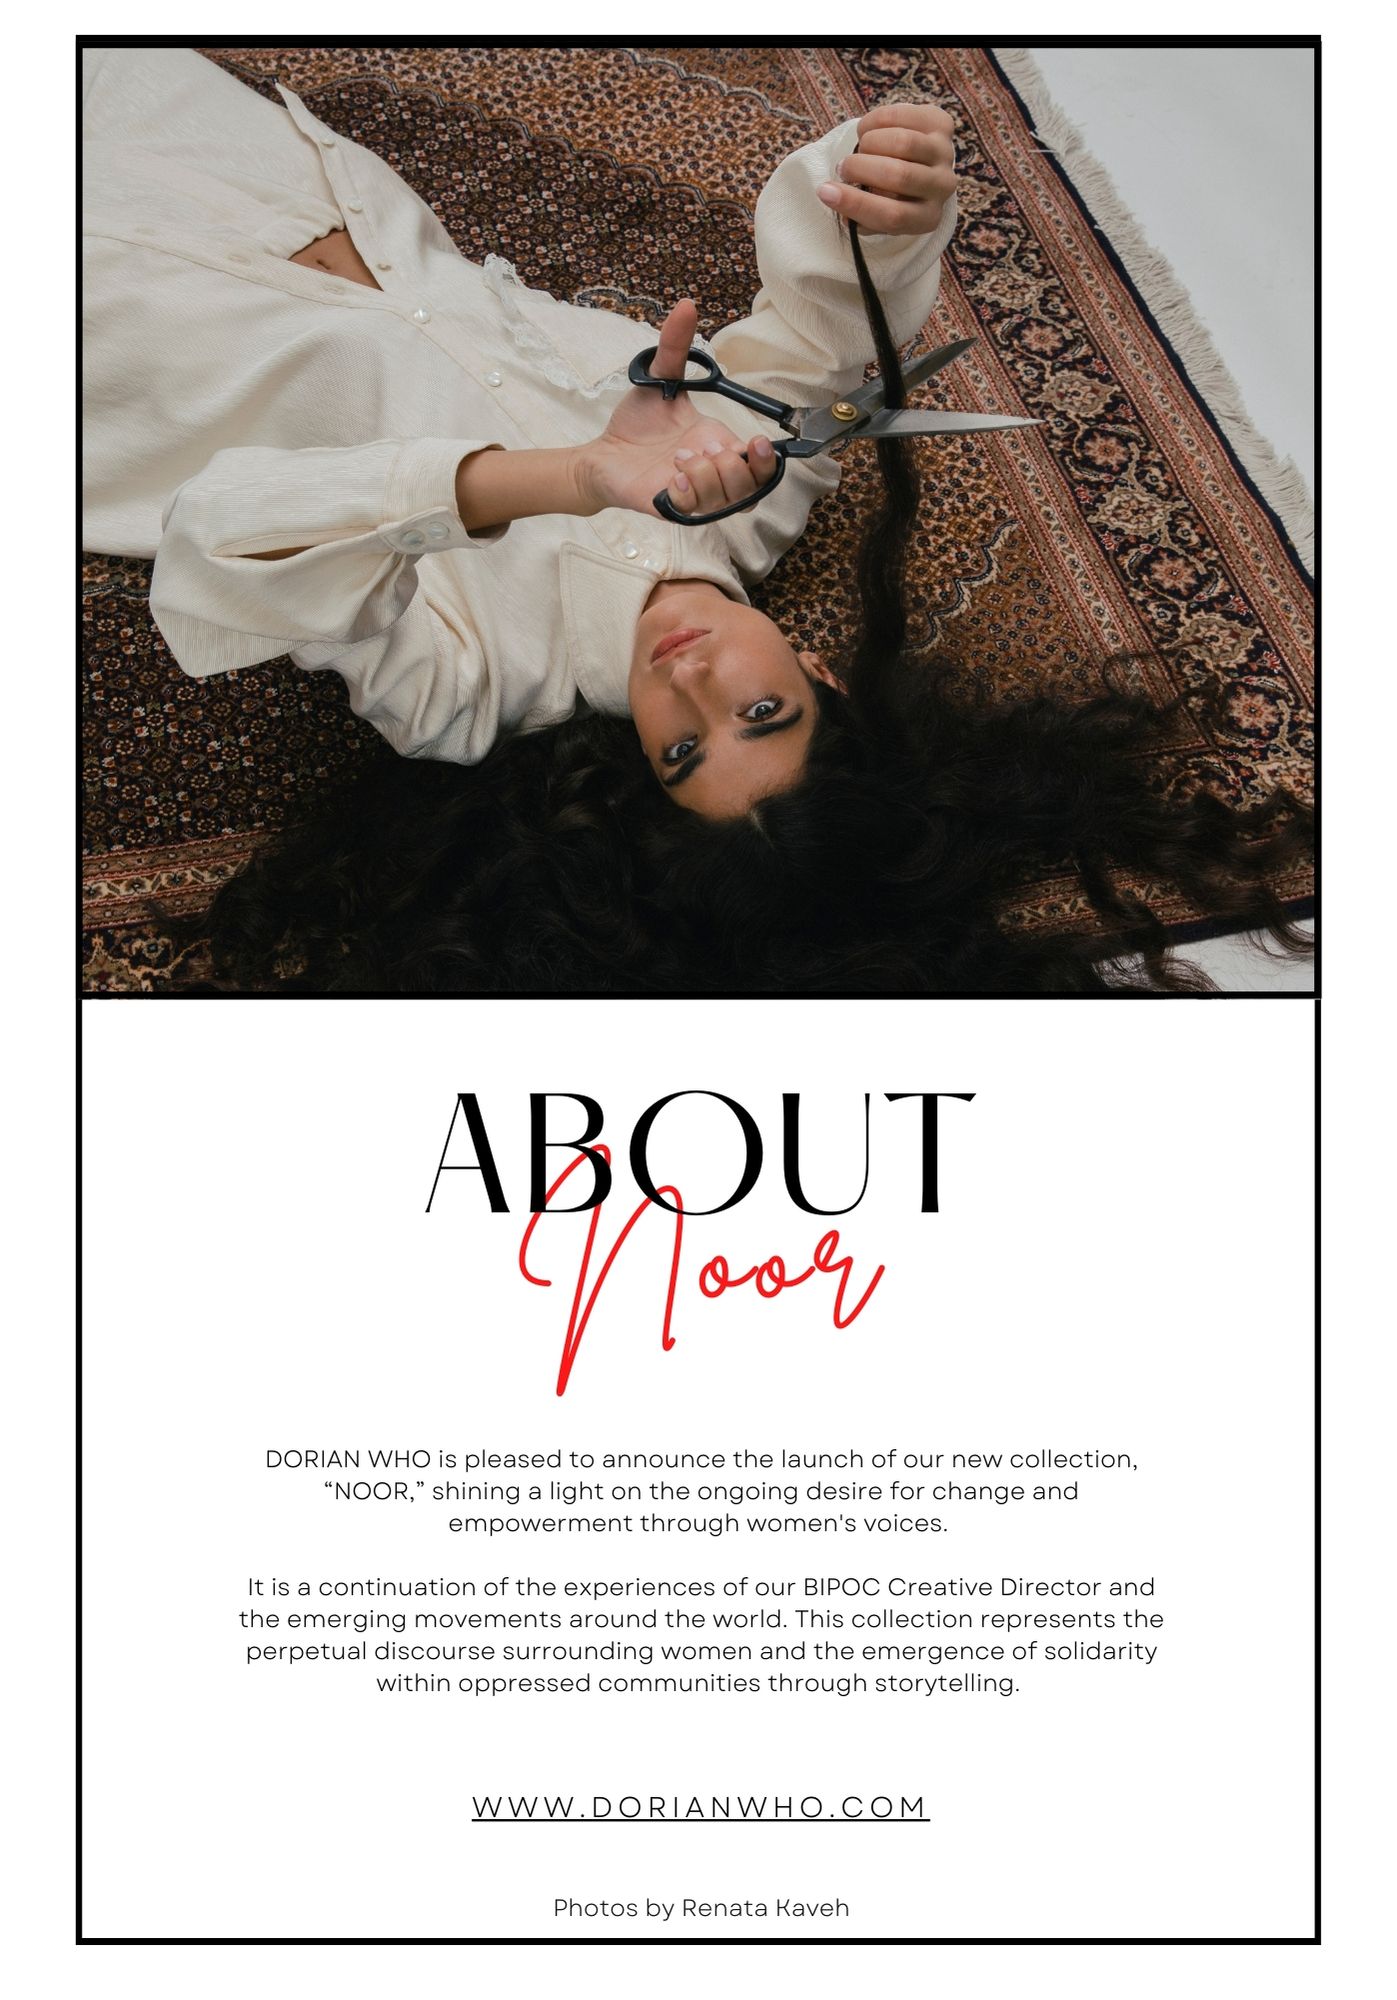 ABOUT
Noor
DORIAN WHO is pleased to announce the launch of our new collection,
“NOOR,” shining a light on the ongoing desire for change and
empowerment through women's voices.
It is a continuation of the experiences of our BIPOC Creative Director and
the emerging movements around the world. This collection represents the
perpetual discourse surrounding women and the emergence of solidarity
within oppressed communities through storytelling.
WWW.DORIANWHO.COM
Photos by Renata Kaveh